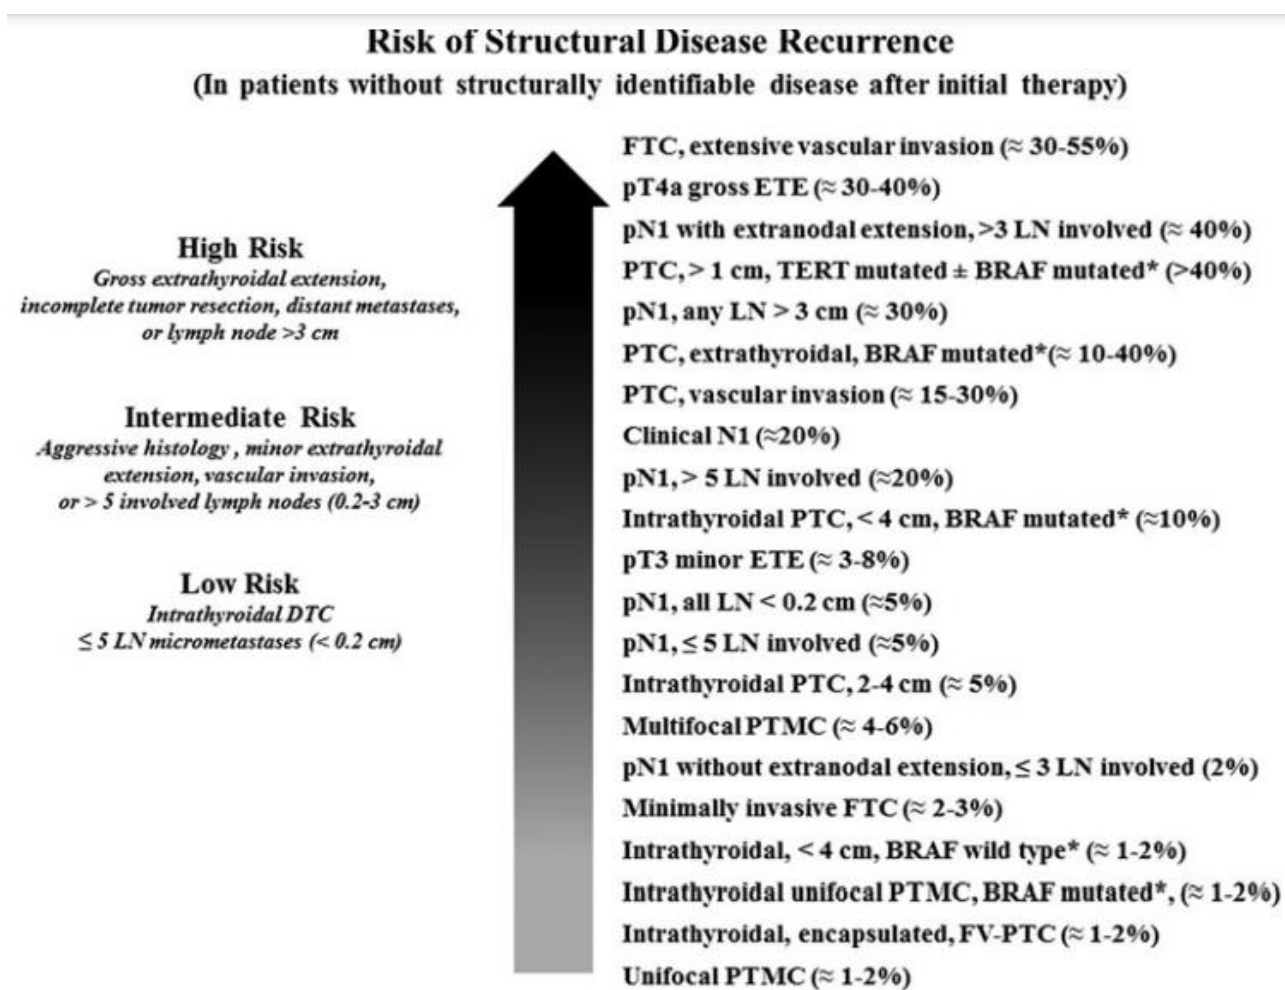 Risk of Structural Disease Recurrence
(In patients without structurally identifiable disease after initial therapy)
High Risk
Gross extrathyroidal extension,
incomplete tumor resection, distant metastases,
or lymph node >3 cm
Intermediate Risk
Aggressive histology , minor extrathyroidal
extension, vascular invasion,
or > 5 involved lymph nodes (0.2-3 cm)
Low Risk
Intrathyroidal DTC
≤ 5 LN micrometastases (< 0.2 cm)
FTC, extensive vascular invasion (≈ 30-55%)
pT4a gross ETE (≈ 30-40%)
pN1 with extranodal extension, >3 LN involved (≈ 40%)
PTC, > 1 cm, TERT mutated ± BRAF mutated* (>40%)
pN1, any LN > 3 cm (≈ 30%)
PTC, extrathyroidal, BRAF mutated*(≈ 10-40%)
PTC, vascular invasion (≈ 15-30%)
Clinical N1 (≈20%)
pN1, > 5 LN involved (≈20%)
Intrathyroidal PTC, < 4 cm, BRAF mutated* (≈10%)
pT3 minor ETE (≈ 3-8%)
pN1, all LN < 0.2 cm (≈5%)
pN1, ≤ 5 LN involved (≈5%)
Intrathyroidal PTC, 2-4 cm (≈ 5%)
Multifocal PTMC (≈ 4-6%)
pN1 without extranodal extension, ≤ 3 LN involved (2%)
Minimally invasive FTC (≈ 2-3%)
Intrathyroidal, < 4 cm, BRAF wild type* (≈ 1-2%)
Intrathyroidal unifocal PTMC, BRAF mutated*, (≈ 1-2%)
Intrathyroidal, encapsulated, FV-PTC (≈ 1-2%)
Unifocal PTMC (≈ 1-2%)